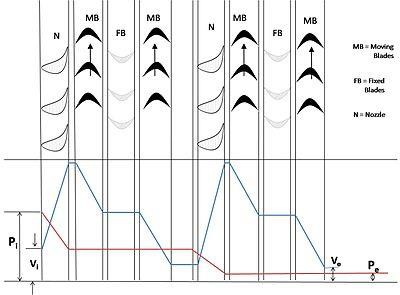 N
MB
FB
MB
N
MB
FB
MB
MB = Moving
Blades
FB = Fixed
Blades
N = Nozzle
Pi
Vi
Ve
Pe